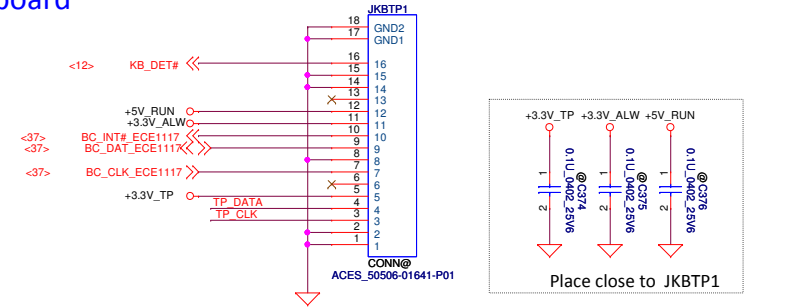 board
JKBTP1
18 GND2
17 GND1
<12> KB_DET# 16 16
15 15
14 14
13 13
+5V_RUN 12 12
+3.3V_ALW 11 11
<37> BC_INT#_ECE1117 10 10
<37> BC_DAT_ECE1117 9 9
8 8
<37> BC_CLK_ECE1117 7 7
6 6
+3.3V_TP 5 5
TP_DATA 4 4
TP_CLK 3 3
2 2
1 1
CONN@
ACES_50506-01641-P01
+3.3V_TP +3.3V_ALW +5V_RUN
1 2 @C374
0.1U_0402_25V6
1 2 @C375
0.1U_0402_25V6
1 2 @C376
0.1U_0402_25V6
Place close to JKBTP1